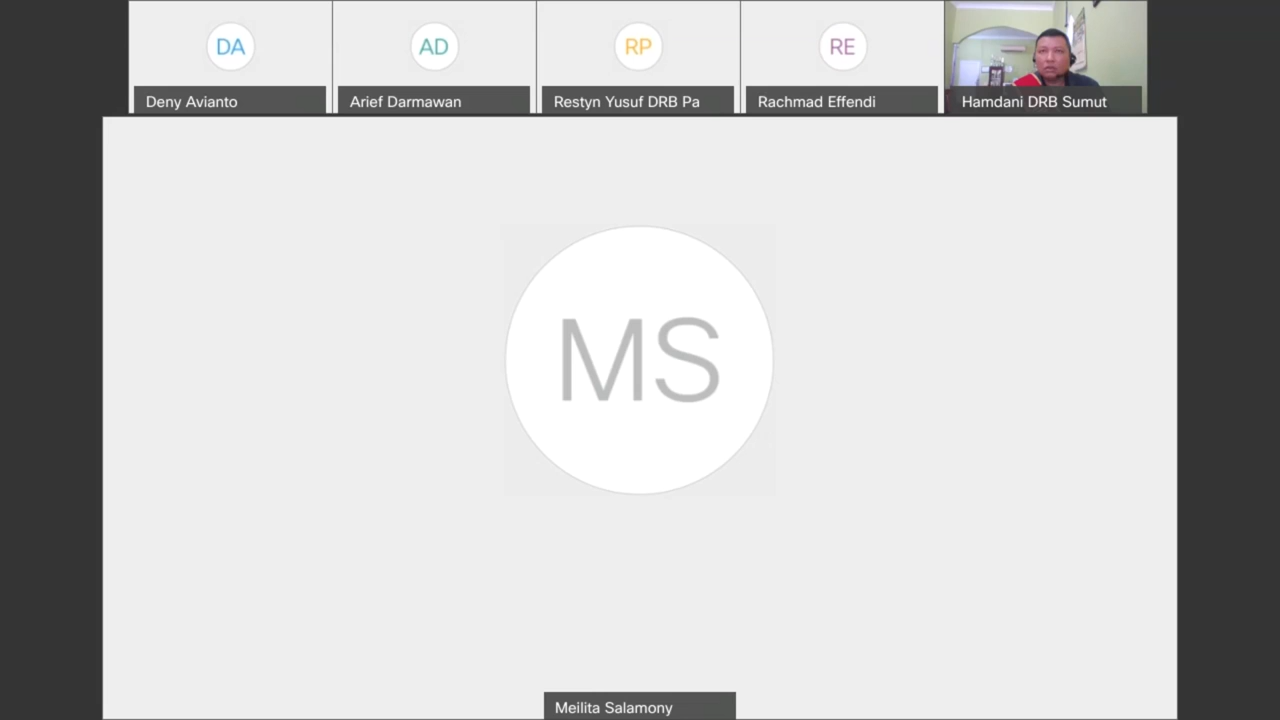 DA
AD
RP
RE
Deny Avianto
Arief Darmawan
Restyn Yusuf DRB Pa
Rachmad Effendi
Hamdani DRB Sumut
MS
Meilita Salamony